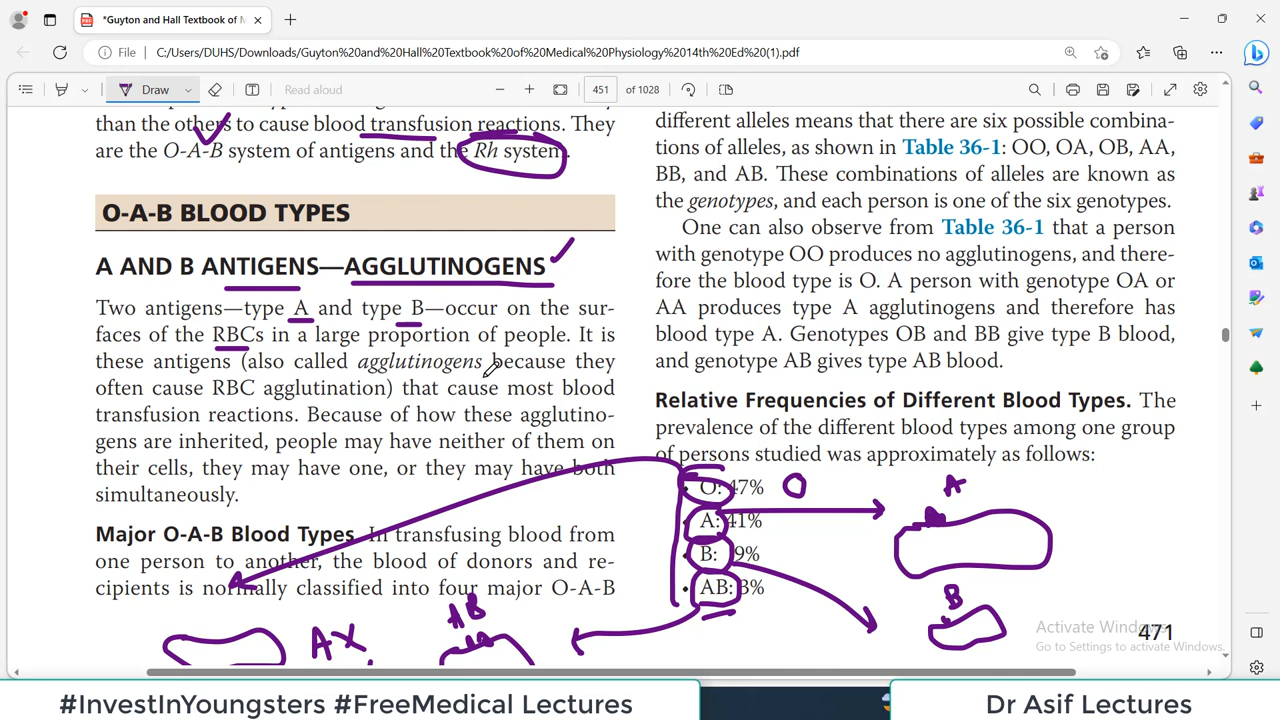 *Guyton and Hall Textbook of M
File
C:/Users/DUHS/Downloads/Guyton%20and%20Hall%20Textbook%20of%20Medical%20Physiology%2014th%20Ed%20(1).pdf
Draw
Read aloud
451 of 1028
than the others to cause blood transfusion reactions. They
are the O-A-B system of antigens and the Rh system.
O-A-B BLOOD TYPES
A AND B ANTIGENS—AGGLUTINOGENS
Two antigens—type A and type B—occur on the sur-
faces of the RBCs in a large proportion of people. It is
these antigens (also called agglutinogens because they
often cause RBC agglutination) that cause most blood
transfusion reactions. Because of how these agglutino-
gens are inherited, people may have neither of them on
their cells, they may have one, or they may have both
simultaneously.
Major O-A-B Blood Types. In transfusing blood from
one person to another, the blood of donors and re-
cipients is normally classified into four major O-A-B
A X
AB
different alleles means that there are six possible combina-
tions of alleles, as shown in Table 36-1: OO, OA, OB, AA,
BB, and AB. These combinations of alleles are known as
the genotypes, and each person is one of the six genotypes.
One can also observe from Table 36-1 that a person
with genotype OO produces no agglutinogens, and there-
fore the blood type is O. A person with genotype OA or
AA produces type A agglutinogens and therefore has
blood type A. Genotypes OB and BB give type B blood,
and genotype AB gives type AB blood.
Relative Frequencies of Different Blood Types. The
prevalence of the different blood types among one group
of persons studied was approximately as follows:
• O: 47% O
• A: 41%
• B: 9%
• AB: 3%
A
B
471
Activate Windows
Go to Settings to activate Windows.
#InvestInYoungsters #FreeMedical Lectures
Dr Asif Lectures